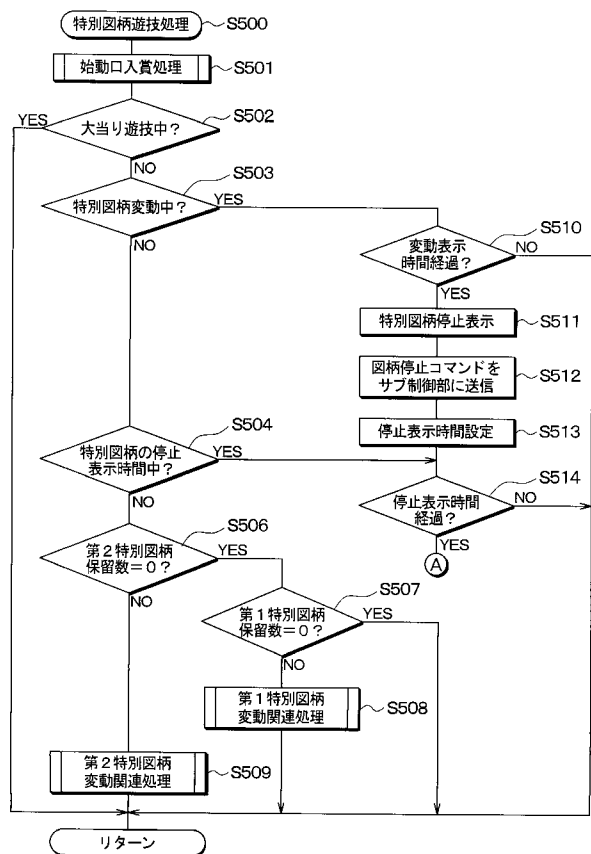 特別図柄遊技処理
S500
始動口入賞処理
S501
大当り遊技中？
S502
YES
NO
特別図柄変動中？
S503
YES
NO
変動表示
時間経過？
S510
NO
YES
特別図柄停止表示
S511
図柄停止コマンドを
サブ制御部に送信
S512
停止表示時間設定
S513
特別図柄の停止
表示時間中？
S504
YES
NO
停止表示時間
経過？
S514
NO
YES
A
第２特別図柄
保留数＝０？
S506
YES
NO
第１特別図柄
保留数＝０？
S507
YES
NO
第１特別図柄
変動関連処理
S508
第２特別図柄
変動関連処理
S509
リターン